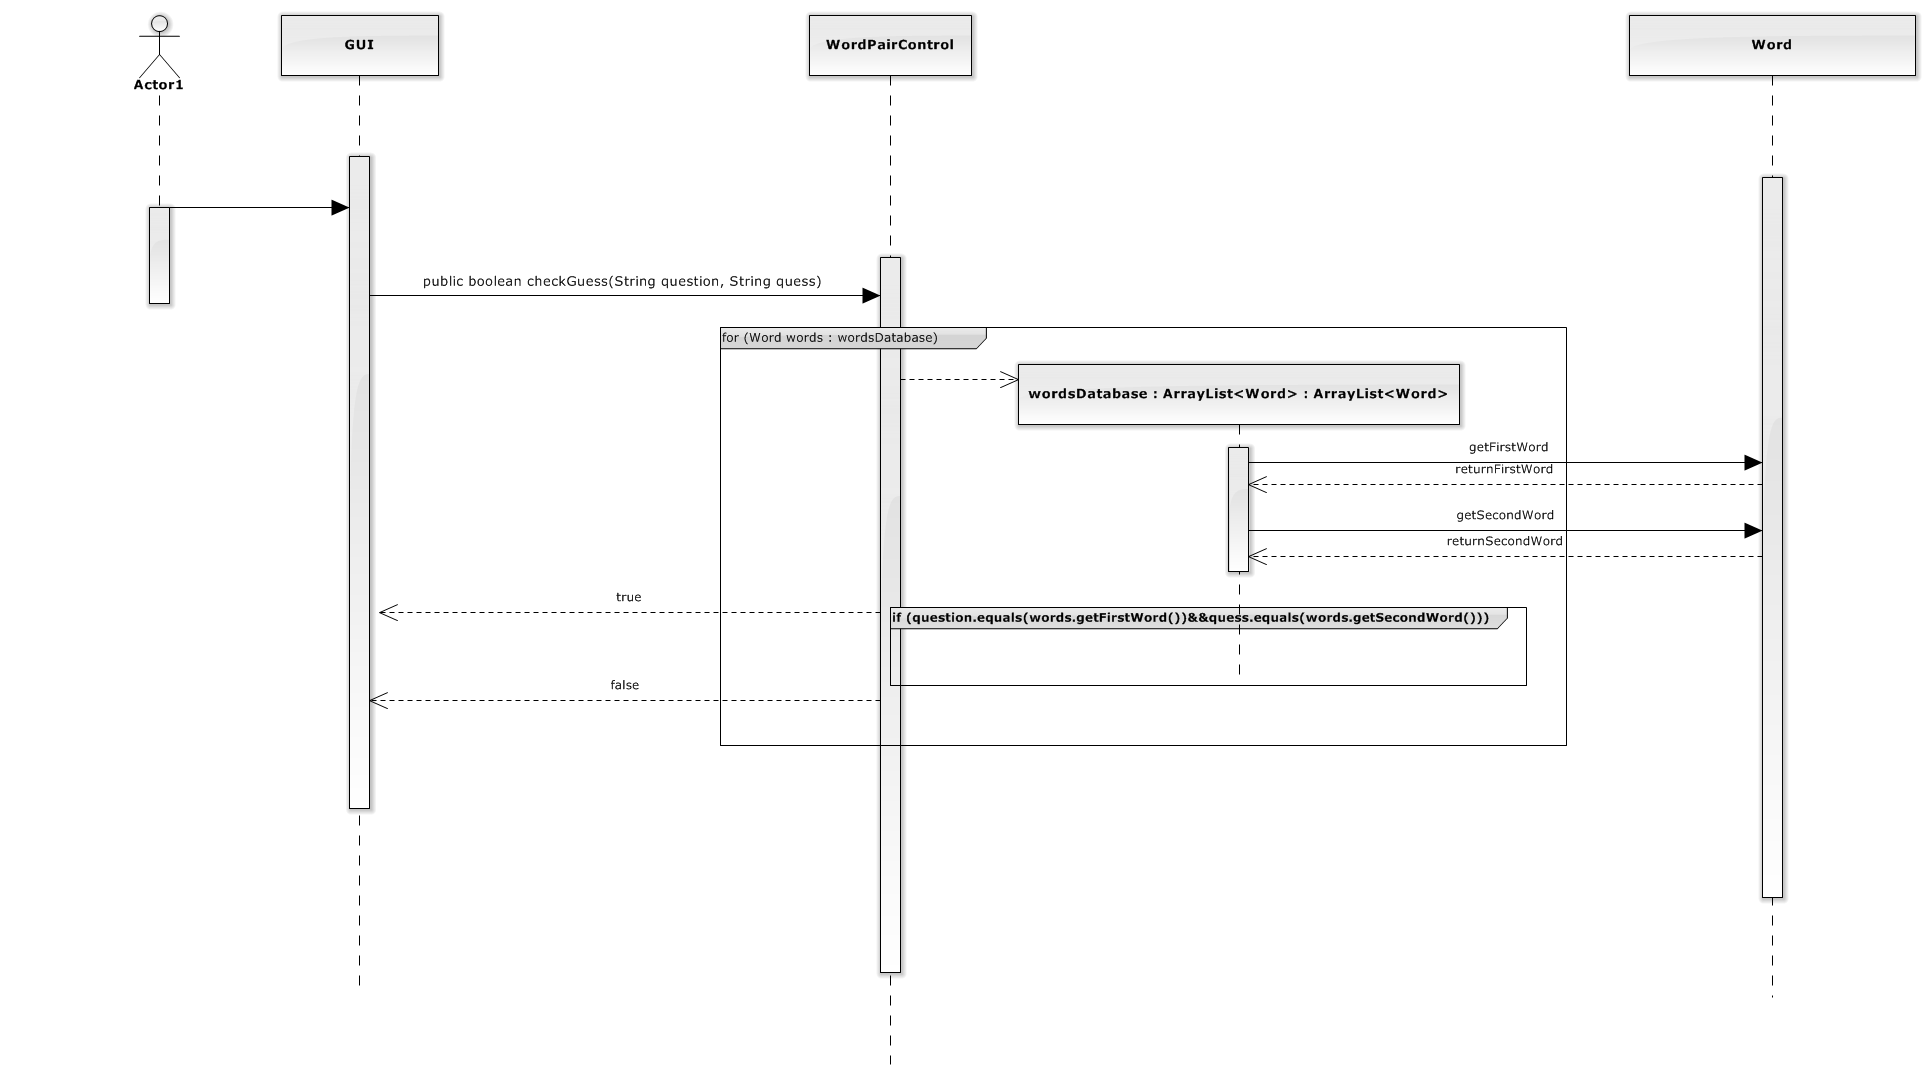 Actor1
GUI
WordPairControl
Word
public boolean checkGuess(String question, String quess)
for (Word words : wordsDatabase)
wordsDatabase : ArrayList<Word> : ArrayList<Word>
getFirstWord
returnFirstWord
getSecondWord
returnSecondWord
true
if (question.equals(words.getFirstWord())&&quess.equals(words.getSecondWord()))
false